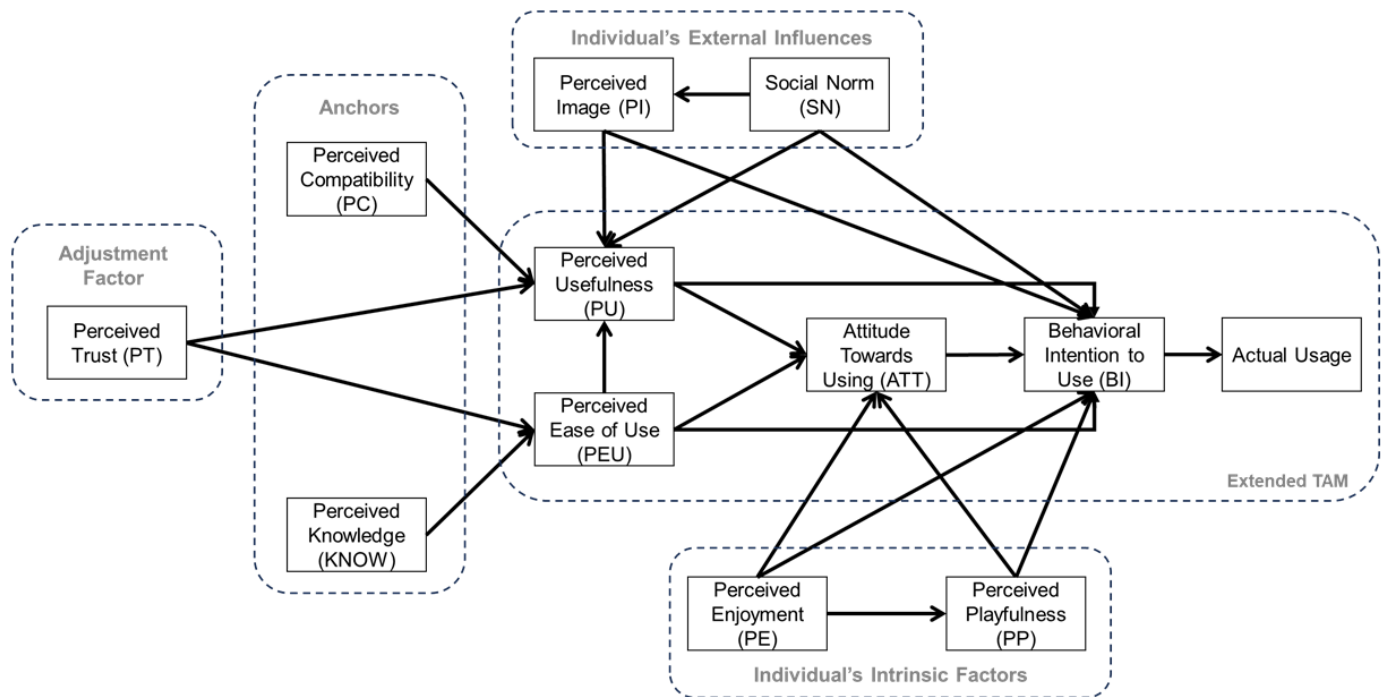 Individual's External Influences
Perceived
Image (PI)
Social Norm
(SN)
Anchors
Perceived
Compatibility
(PC)
Adjustment
Factor
Perceived
Trust (PT)
Perceived
Usefulness
(PU)
Attitude
Towards
Using (ATT)
Behavioral
Intention to
Use (BI)
Actual Usage
Perceived
Ease of Use
(PEU)
Extended TAM
Perceived
Knowledge
(KNOW)
Perceived
Enjoyment
(PE)
Perceived
Playfulness
(PP)
Individual's Intrinsic Factors